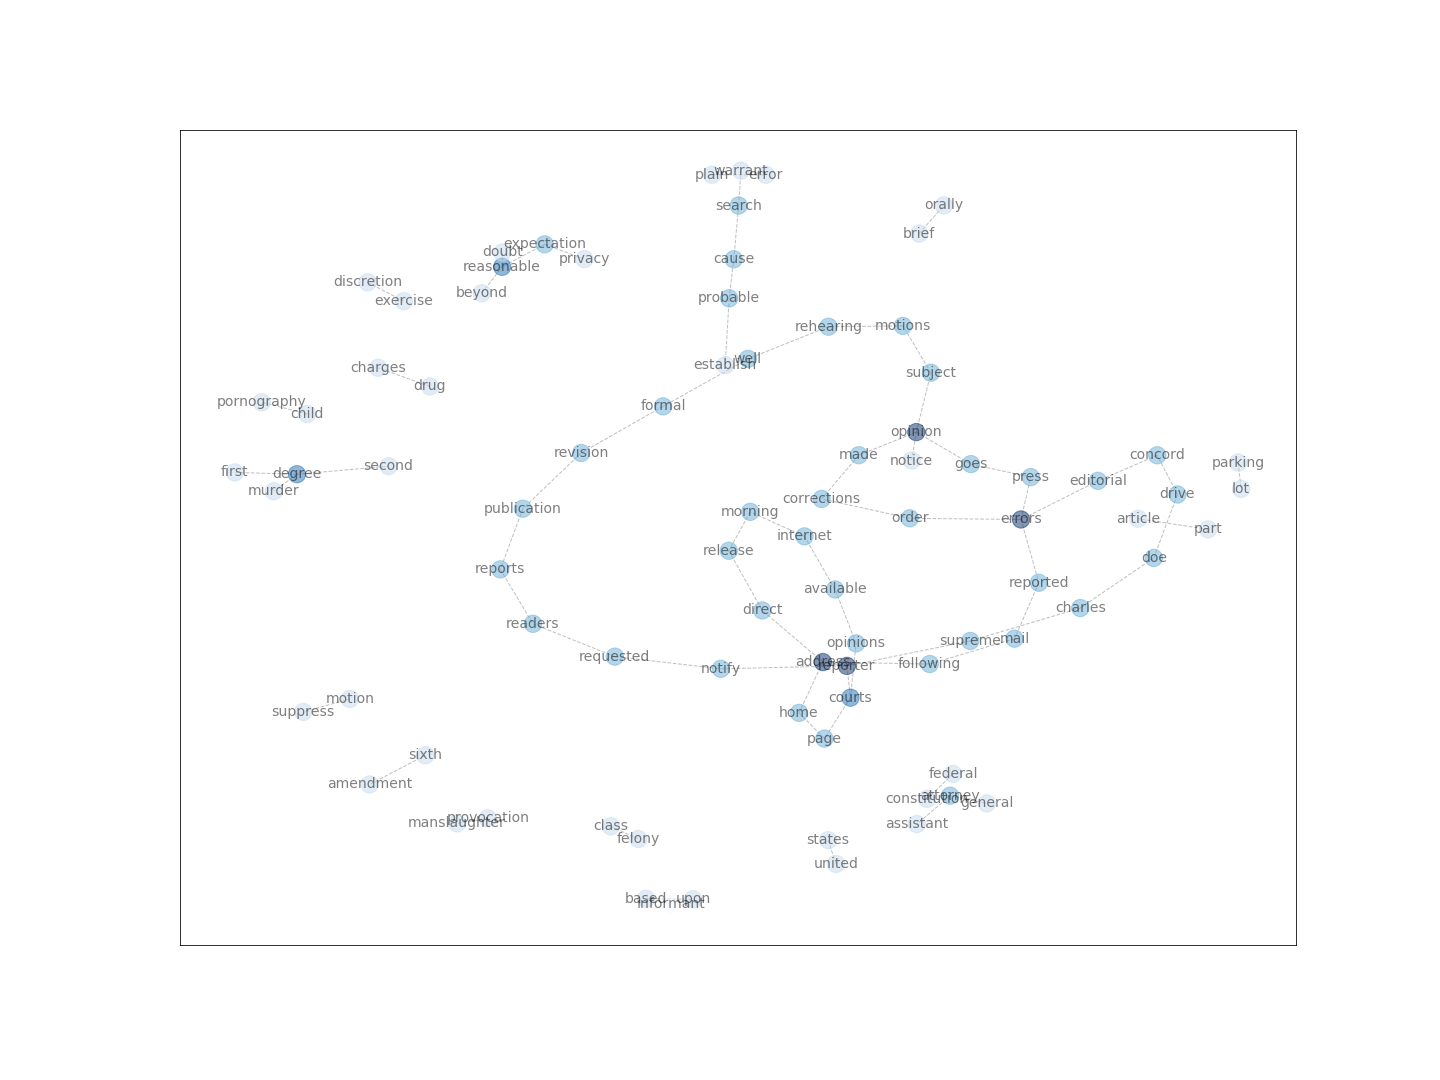 warrant
plain
error
search
orally
brief
expectation
doubt
privacy
reasonable
cause
discretion
beyond
exercise
probable
rehearing
motions
well
establish
charges
subject
drug
pornography
formal
child
opinion
revision
made
concord
notice
goes
parking
second
first
degree
press
editorial
lot
murder
drive
corrections
publication
morning
order
errors
article
part
internet
release
doe
reports
reported
available
charles
direct
readers
supreme
mail
opinions
requested
address
reporter
following
notify
courts
motion
suppress
home
page
sixth
federal
amendment
attorney
constitution
general
provocation
manslaughter
assistant
class
felony
states
united
based
upon
informant